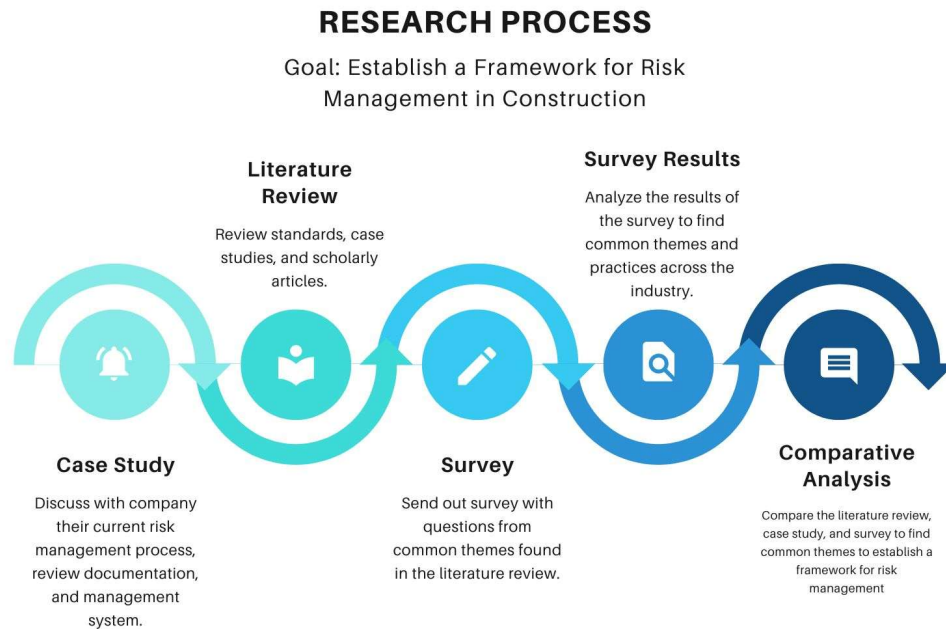 RESEARCH PROCESS
Goal: Establish a Framework for Risk
Management in Construction
Case Study
Discuss with company
their current risk
management process,
review documentation,
and management
system.
Literature
Review
Review standards, case
studies, and scholarly
articles.
Survey
Send out survey with
questions from
common themes found
in the literature review.
Survey Results
Analyze the results of
the survey to find
common themes and
practices across the
industry.
Comparative
Analysis
Compare the literature review,
case study, and survey to find
common themes to establish a
framework for risk
management